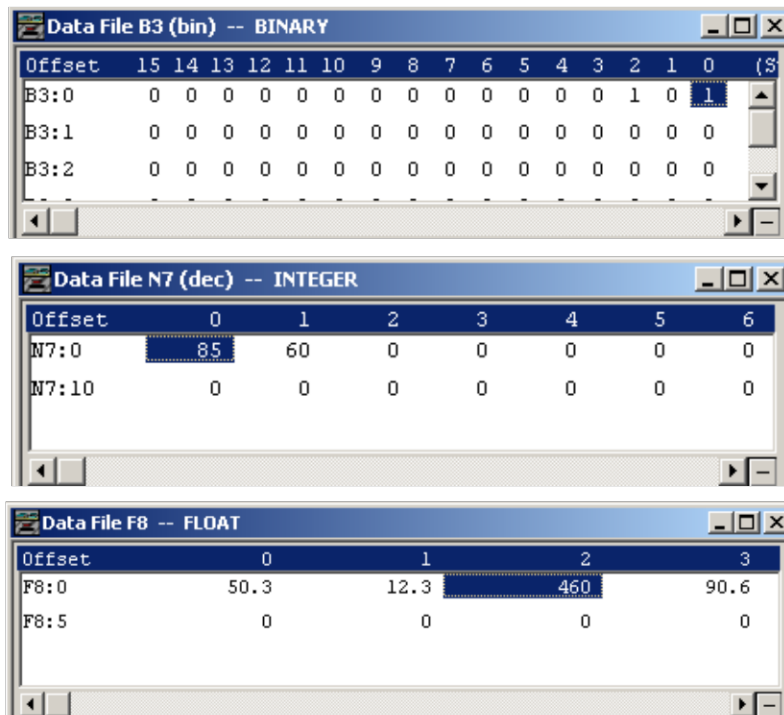 Data File B3 (bin) -- BINARY
Offset 15 14 13 12 11 10 9 8 7 6 5 4 3 2 1 0 (S
B3:0 0 0 0 0 0 0 0 0 0 0 0 0 0 1 0 1
B3:1 0 0 0 0 0 0 0 0 0 0 0 0 0 0 0 0
B3:2 0 0 0 0 0 0 0 0 0 0 0 0 0 0 0 0
Data File N7 (dec) -- INTEGER
Offset 0 1 2 3 4 5 6
N7:0 85 60 0 0 0 0 0
N7:10 0 0 0 0 0 0 0
Data File F8 -- FLOAT
Offset 0 1 2 3
F8:0 50.3 12.3 460 90.6
F8:5 0 0 0 0